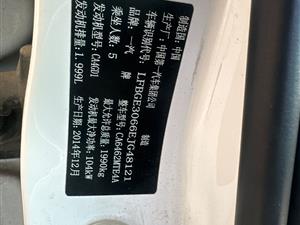 制造国：中国
生产厂：中国第一汽车集团公司 制造
车辆识别代号：LFBGE3066EJG48121
品牌：一汽 牌 整车型号：CA6462MTE4A
乘坐人数：5 最大允许总质量：1990kg
发动机型号：CA4GD1 发动机最大净功率：104kW
发动机排量：1.999L 生产日期：2014年12月